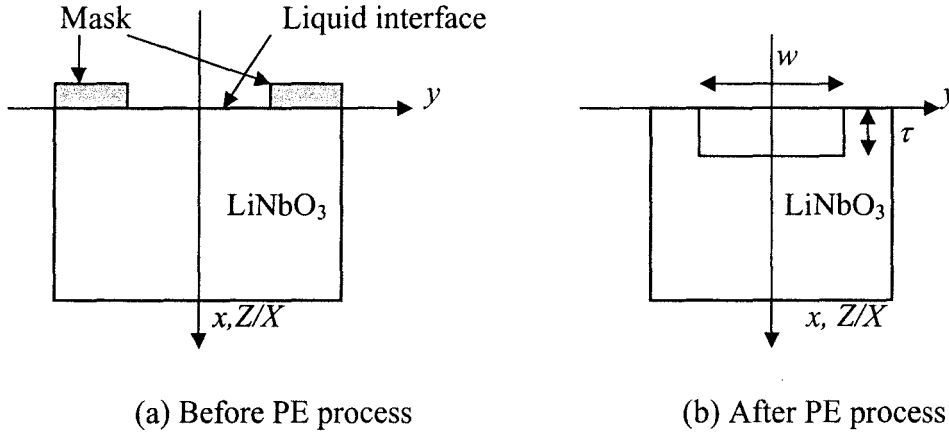 Mask
Liquid interface
y
LiNbO₃
x, Z/X
(a) Before PE process
w
y
τ
LiNbO₃
x, Z/X
(b) After PE process